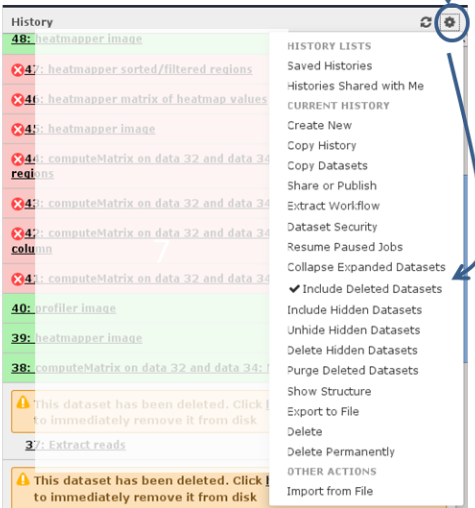 History
48: heatmapper image
47: heatmapper sorted/filtered regions
46: heatmapper matrix of heatmap values
45: heatmapper image
44: computeMatrix on data 32 and data 34
regions
43: computeMatrix on data 32 and data 34
42: computeMatrix on data 32 and data 34
column
7
41: computeMatrix on data 32 and data 34
40: profiler image
39: heatmapper image
38: computeMatrix on data 32 and data 34:
This dataset has been deleted. Click
to immediately remove it from disk
37: Extract reads
This dataset has been deleted. Click
to immediately remove it from disk
HISTORY LISTS
Saved Histories
Histories Shared with Me
CURRENT HISTORY
Create New
Copy History
Copy Datasets
Share or Publish
Extract Workflow
Dataset Security
Resume Paused Jobs
Collapse Expanded Datasets
✔ Include Deleted Datasets
Include Hidden Datasets
Unhide Hidden Datasets
Delete Hidden Datasets
Purge Deleted Datasets
Show Structure
Export to File
Delete
Delete Permanently
OTHER ACTIONS
Import from File